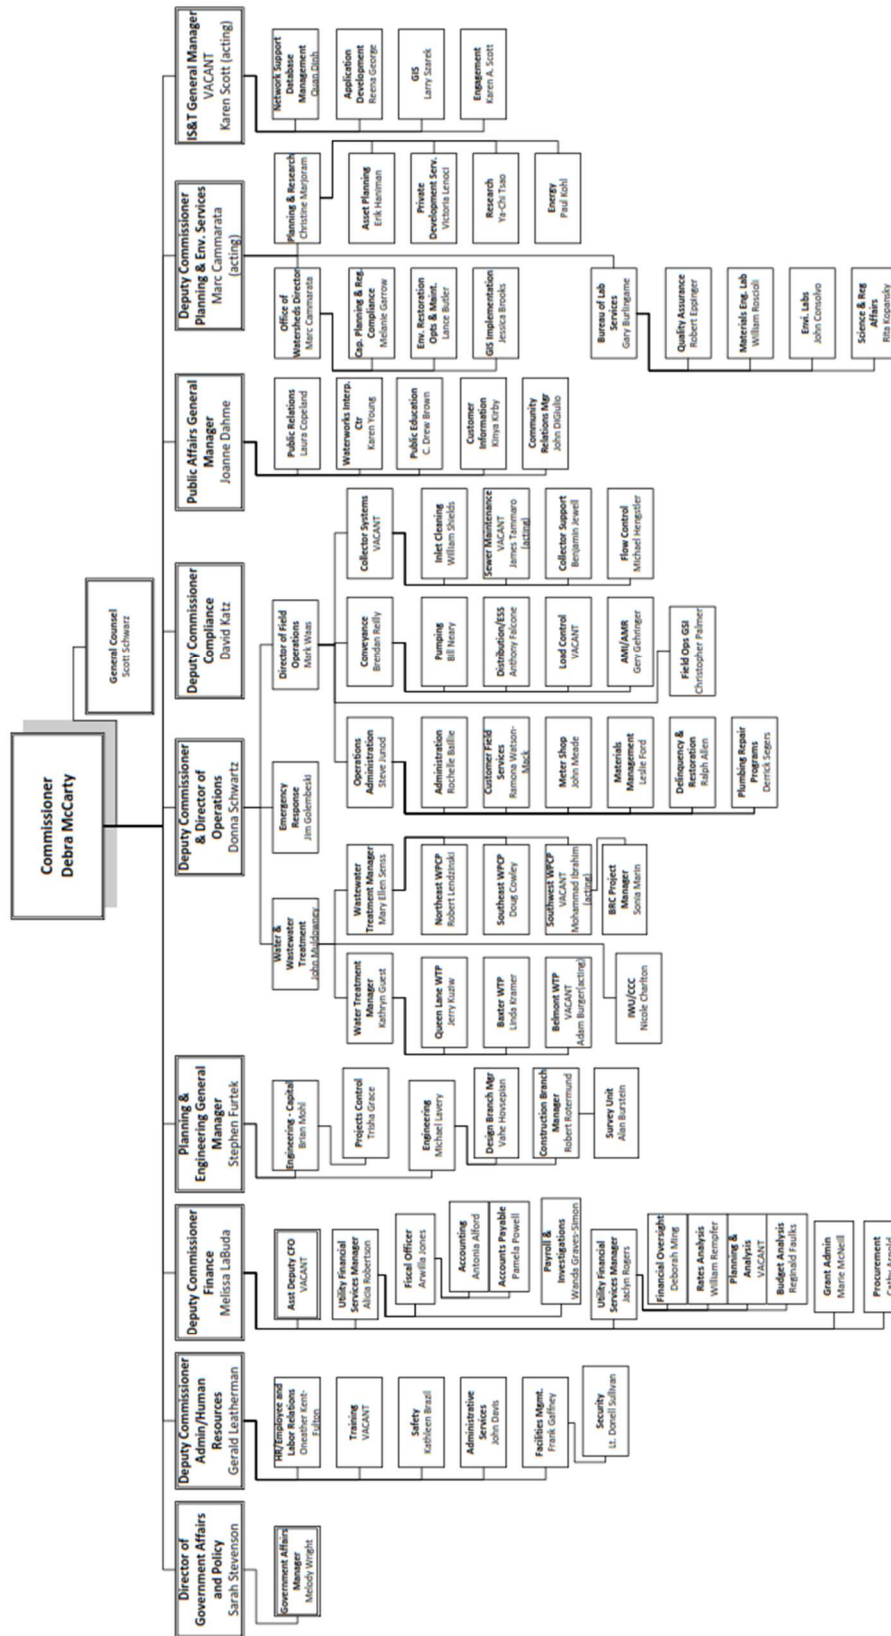 Commissioner
Debra McCarty
General Counsel
Scott Schwarz
Director of
Government Affairs
and Policy
Sarah Stevenson
Government Affairs
Manager
Melody Wright
Deputy Commissioner
Admin/Human
Resources
Gerald Leatherman
HR/Employee and
Labor Relations
Oneather Kent-
Fulton
Training
VACANT
Safety
Kathleen Brazil
Administrative
Services
John Davis
Facilities Mgmt.
Frank Gaffney
Security
Lt. Donell Sullivan
Deputy Commissioner
Finance
Melissa LaBuda
Asst Deputy CFO
VACANT
Utility Financial
Services Manager
Alicia Robertson
Fiscal Officer
Arwilla Jones
Accounting
Antonia Alford
Accounts Payable
Pamela Powell
Payroll &
Investigations
Wanda Graves-Simon
Utility Financial
Services Manager
Jaclyn Rogers
Financial Oversight
Deborah Ming
Rates Analysis
William Rempfer
Planning &
Analysis
VACANT
Budget Analysis
Reginald Faulks
Grant Admin
Marie McNeill
Procurement
Planning &
Engineering General
Manager
Stephen Furtek
Engineering - Capital
Brian Mohl
Projects Control
Trisha Grace
Engineering
Michael Lavery
Design Branch Mgr
Vahe Hovsepian
Construction Branch
Manager
Robert Rotermund
Survey Unit
Alan Burstein
Deputy Commissioner
& Director of
Operations
Donna Schwartz
Water &
Wastewater
Treatment
John Muldowney
Water Treatment
Manager
Kathryn Guest
Queen Lane WTP
Jerry Kuziw
Baxter WTP
Linda Kramer
Belmont WTP
VACANT
Adam Burger(acting)
IWU/CCC
Nicole Charlton
Wastewater
Treatment Manager
Mary Ellen Senss
Northeast WPCP
Robert Lendzinski
Southeast WPCP
Doug Cowley
Southwest WPCP
VACANT
Mohammad Ibrahim
(acting)
BRC Project
Manager
Sonia Marin
Emergency
Response
Jim Golembeski
Director of Field
Operations
Mark Waas
Operations
Administration
Steve Junod
Administration
Rochelle Baillie
Customer Field
Services
Ramona Watson-
Mack
Meter Shop
John Meade
Materials
Management
Leslie Ford
Delinquency &
Restoration
Ralph Allen
Plumbing Repair
Programs
Derrick Segers
Conveyance
Brendan Reilly
Pumping
Bill Neary
Distribution/ESS
Anthony Falcone
Load Control
VACANT
AMI/AMR
Gery Gehringer
Field Ops GSI
Christopher Palmer
Collector Systems
VACANT
Inlet Cleaning
William Shields
Sewer Maintenance
VACANT
James Tammaro
(acting)
Collector Support
Benjamin Jewell
Flow Control
Michael Hengstler
Deputy Commissioner
Compliance
David Katz
Public Affairs General
Manager
Joanne Dahme
Public Relations
Laura Copeland
Waterworks Interp.
Ctr
Karen Young
Public Education
C. Drew Brown
Customer
Information
Kinya Kirby
Community
Relations Mgr
John DiGiulio
Deputy Commissioner
Planning & Env. Services
Marc Cammarata
(acting)
Office of
Watersheds Director
Marc Cammarata
Cap. Planning & Reg.
Compliance
Melanie Garrow
Env. Restoration
Opts & Maint.
Lance Butler
GIS Implementation
Jessica Brooks
Planning & Research
Christine Marjoram
Asset Planning
Erik Haniman
Private
Development Serv.
Victoria Lenoci
Research
Ya-Chi Tsao
Energy
Paul Kohl
Bureau of Lab
Services
Gary Burlingame
Quality Assurance
Robert Eppinger
Materials Eng. Lab
William Roscioli
Envi. Labs
John Consolvo
Science & Reg
Affairs
Rita Kopansky
IS&T General Manager
VACANT
Karen Scott (acting)
Network Support
Database
Management
Quan Dinh
Application
Development
Reena George
GIS
Larry Szarek
Engagement
Karen A. Scott